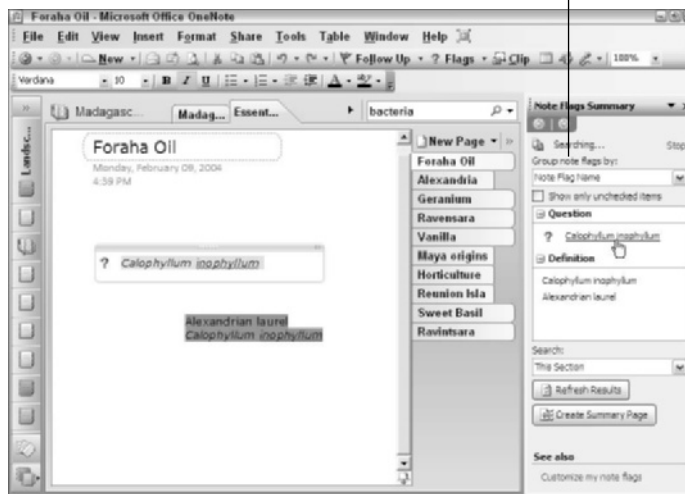 Foraha Oil - Microsoft Office OneNote
File Edit View Insert Format Share Tools Table Window Help
New Follow Up ? Flags Clip 100%
Verdana 10 B I U A
Madagasc... Madag... Essent... bacteria
Landsc...
Foraha Oil
Monday, February 09, 2004
4:39 PM
? Calophyllum inophyllum
Alexandrian laurel
Calophyllum inophyllum
New Page
Foraha Oil
Alexandria
Geranium
Ravensara
Vanilla
Maya origins
Horticulture
Reunion Isla
Sweet Basil
Ravintsara
Note Flags Summary
Searching... Stop
Group note flags by:
Note Flag Name
Show only unchecked items
Question
? Calophyllum inophyllum
Definition
Calophyllum inophyllum
Alexandrian laurel
Search:
This Section
Refresh Results
Create Summary Page
See also
Customize my note flags